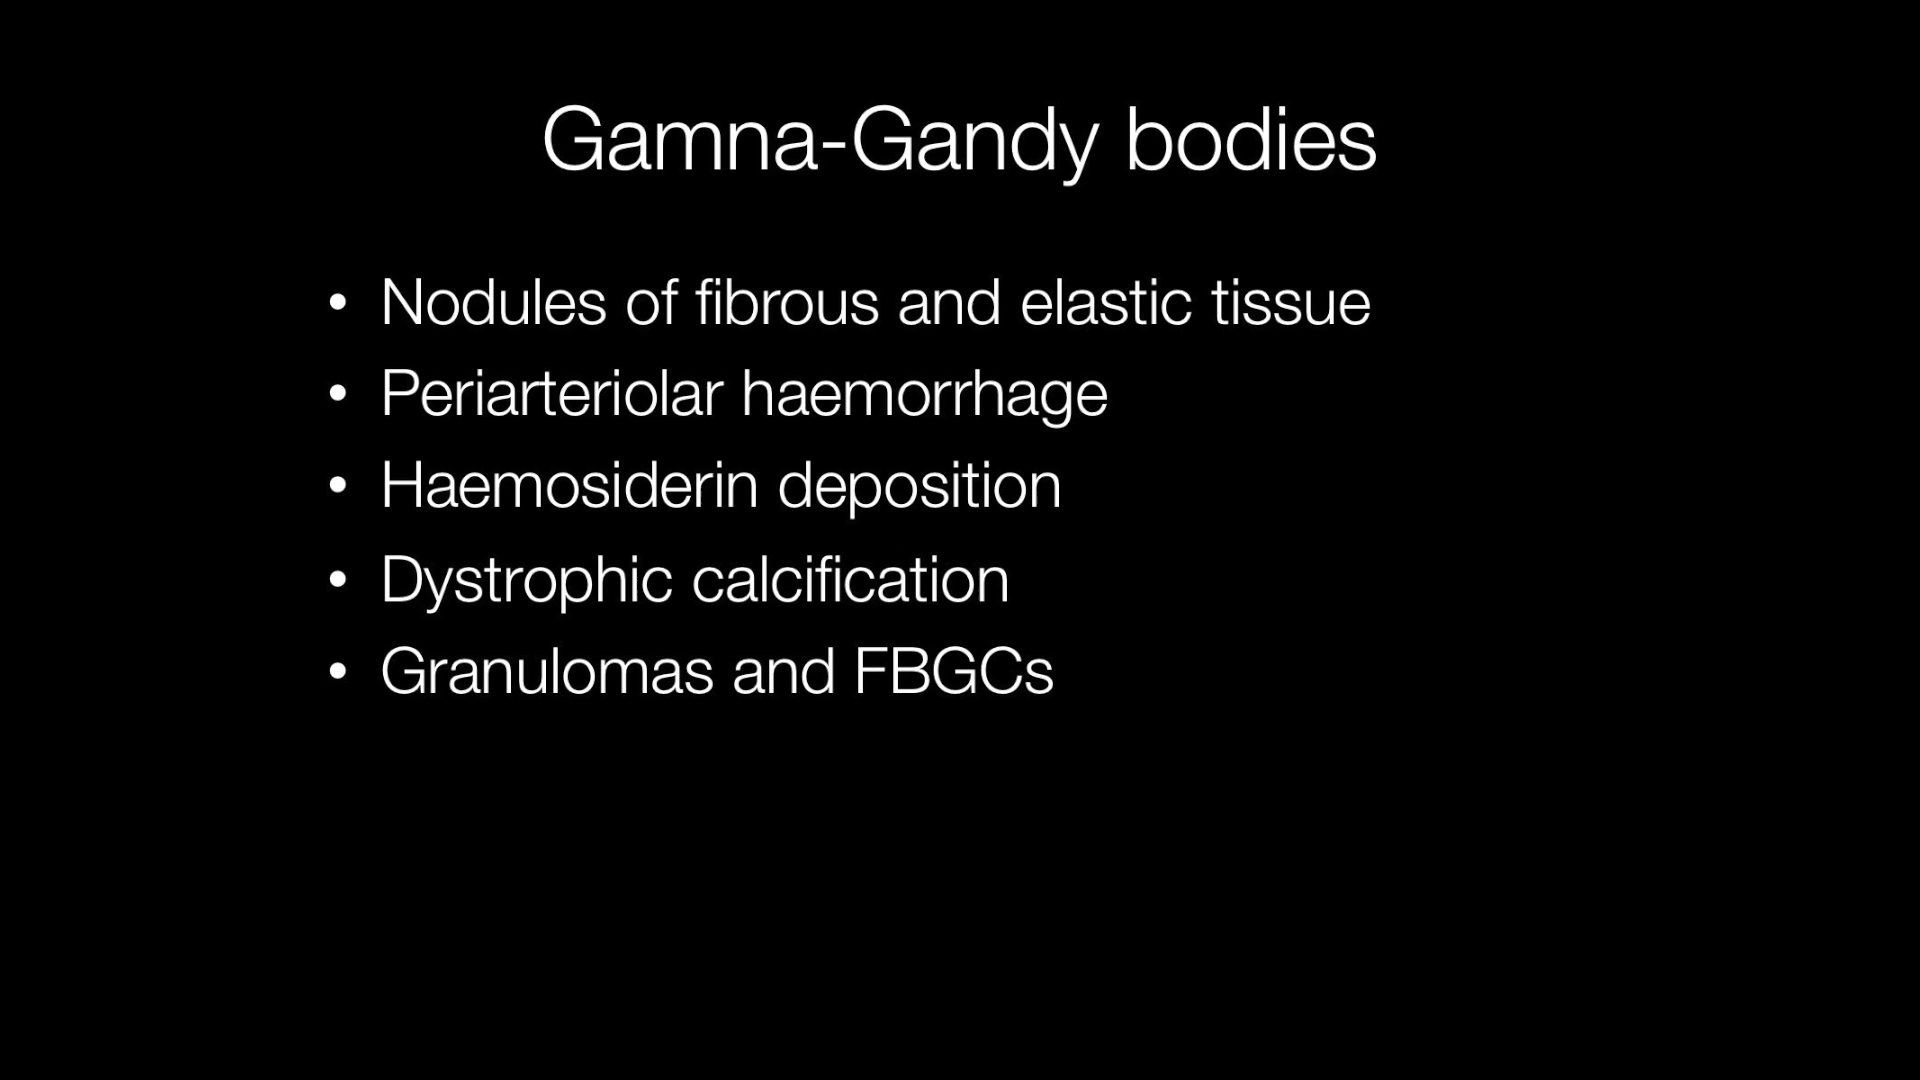 Gamna-Gandy bodies
• Nodules of fibrous and elastic tissue
• Periarteriolar haemorrhage
• Haemosiderin deposition
• Dystrophic calcification
• Granulomas and FBGCs